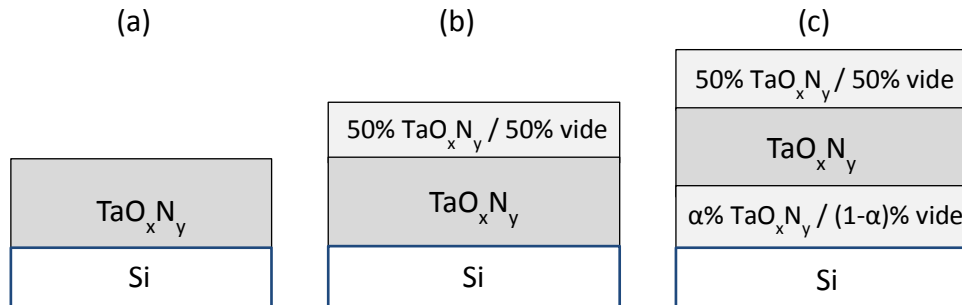 (a)
(b)
(c)
TaOxNy
Si
50% TaOxNy / 50% vide
TaOxNy
Si
50% TaOxNy / 50% vide
TaOxNy
α% TaOxNy / (1-α)% vide
Si